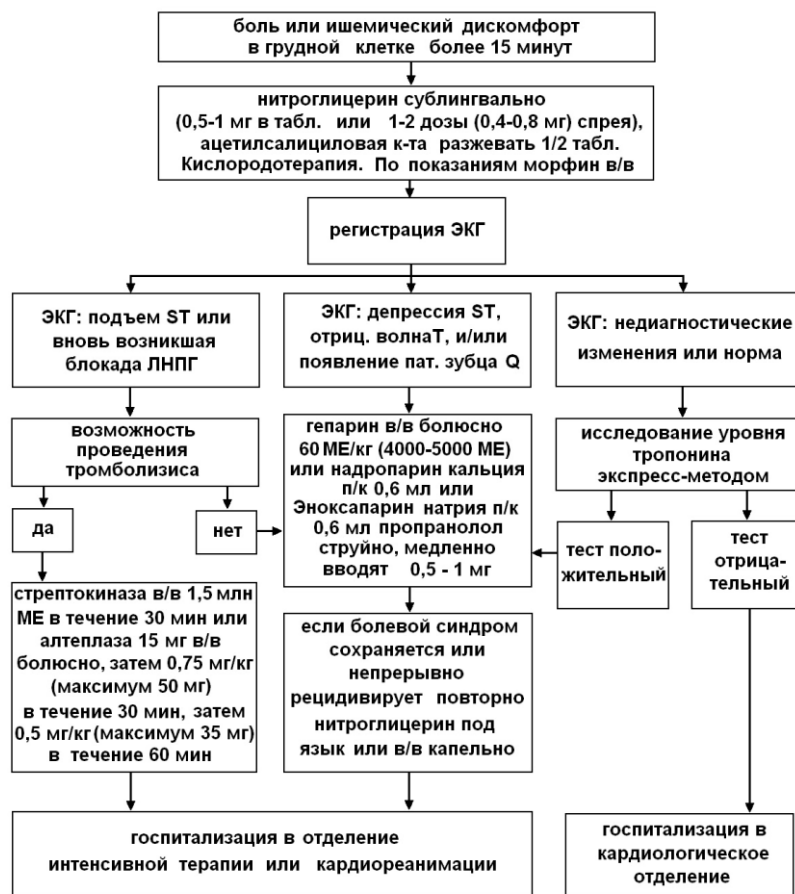 боль или ишемический дискомфорт
в грудной клетке более 15 минут
нитроглицерин сублингвально
(0,5-1 мг в табл. или 1-2 дозы (0,4-0,8 мг) спрея),
ацетилсалициловая к-та разжевать 1/2 табл.
Кислородотерапия. По показаниям морфин в/в
регистрация ЭКГ
ЭКГ: подъем ST или
вновь возникшая
блокада ЛНПГ
ЭКГ: депрессия ST,
отриц. волнаТ, и/или
появление пат. зубца Q
ЭКГ: недиагностические
изменения или норма
возможность
проведения
тромболизиса
гепарин в/в болюсно
60 МЕ/кг (4000-5000 МЕ)
или надропарин кальция
п/к 0,6 мл или
Эноксапарин натрия п/к
0,6 мл пропранолол
струйно, медленно
вводят 0,5 - 1 мг
исследование уровня
тропонина
экспресс-методом
да
нет
тест поло-
жительный
тест
отрица-
тельный
стрептокиназа в/в 1,5 млн
МЕ в течение 30 мин или
алтеплаза 15 мг в/в
болюсно, затем 0,75 мг/кг
(максимум 50 мг)
в течение 30 мин, затем
0,5 мг/кг (максимум 35 мг)
в течение 60 мин
если болевой синдром
сохраняется или
непрерывно
рецидивирует повторно
нитроглицерин под
язык или в/в капельно
госпитализация в отделение
интенсивной терапии или кардиореанимации
госпитализация в
кардиологическое
отделение